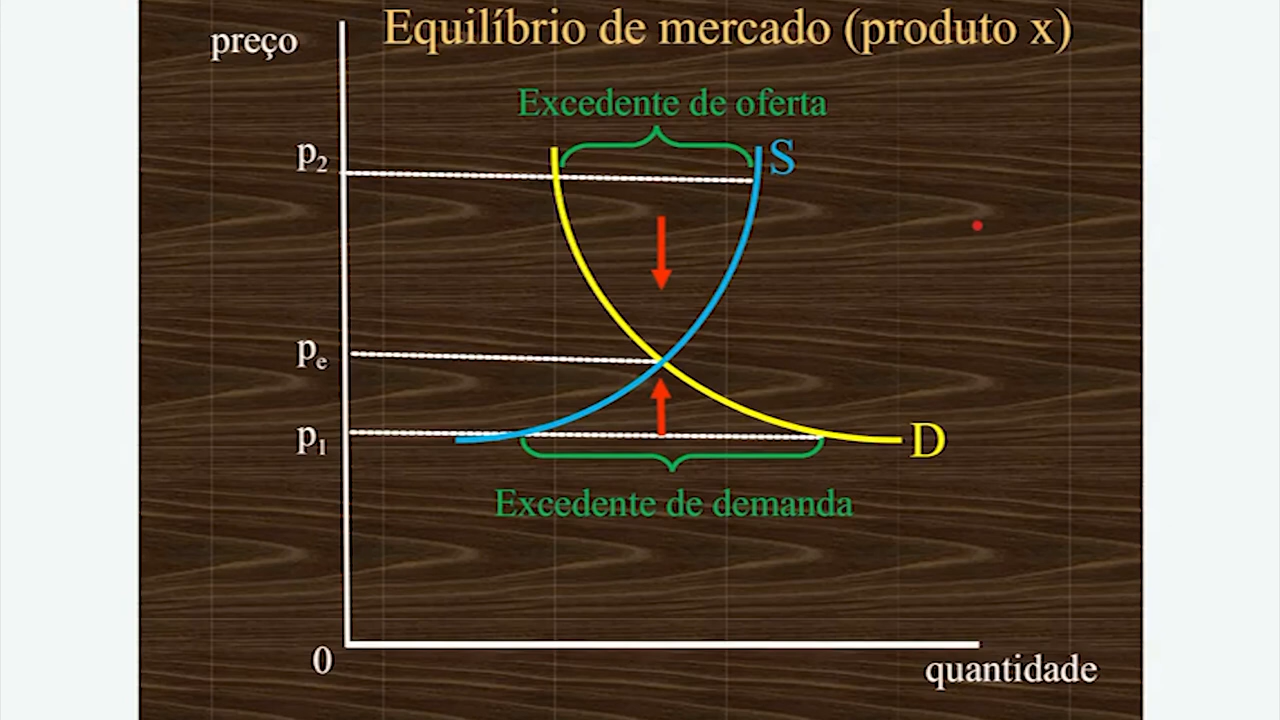 Equilíbrio de mercado (produto x)
preço
Excedente de oferta
p2
S
pe
p1
D
Excedente de demanda
0
quantidade